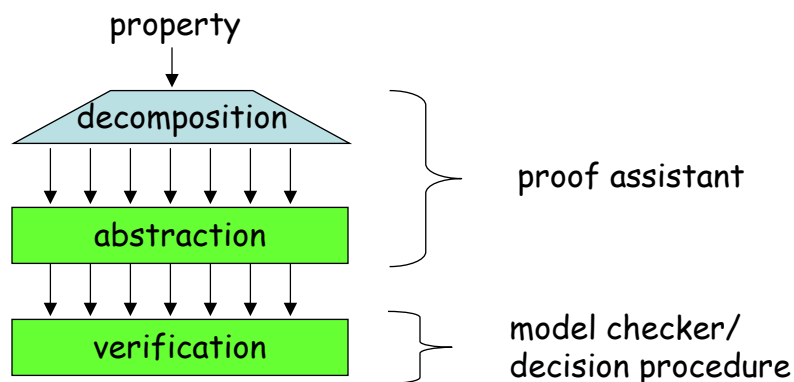 property
decomposition
proof assistant
abstraction
model checker/
verification
decision procedure